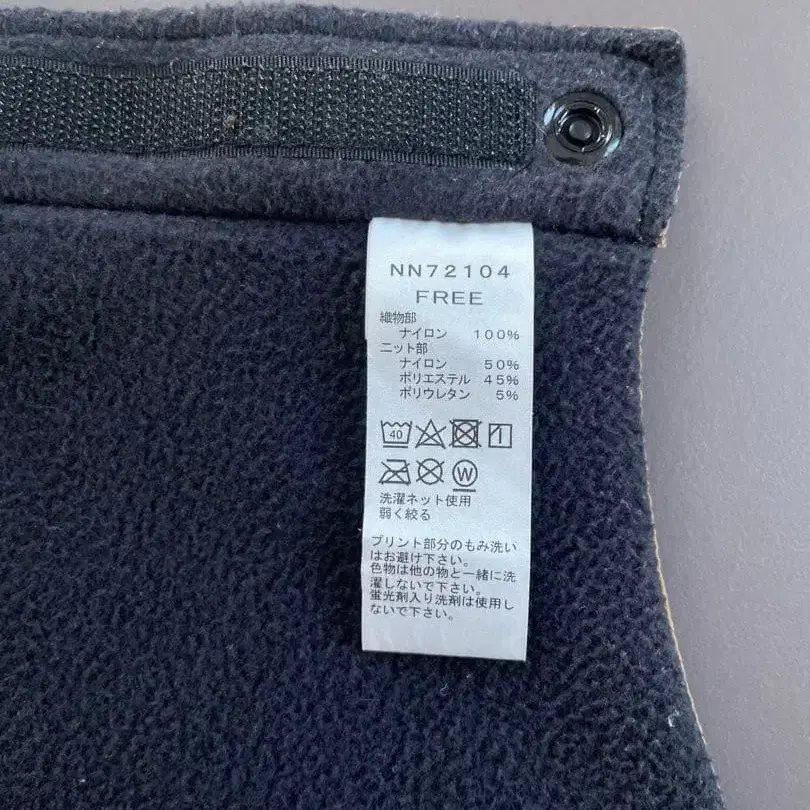 NN72104
FREE
織物部
ナイロン 100%
ニット部
ナイロン 50%
ポリエステル 45%
ポリウレタン 5%
40
W
洗濯ネット使用
弱く絞る
プリント部分のもみ洗い
はお避け下さい。
色物は他の物と一緒に洗
濯しないで下さい。
蛍光剤入り洗剤は使用し
ないで下さい。